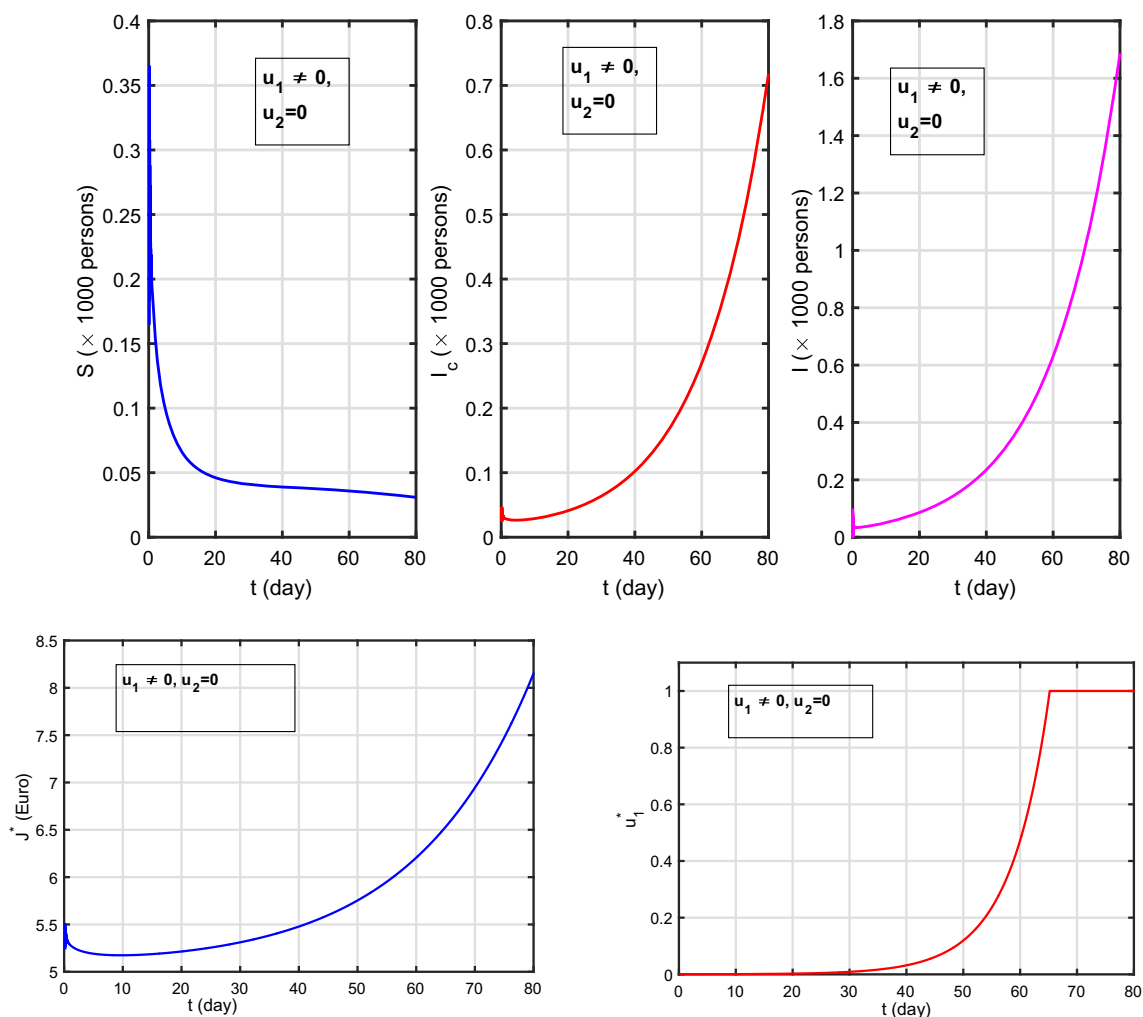 S (× 1000 persons)
0.4
0.35
0.3
0.25
0.2
0.15
0.1
0.05
0
u1 ≠ 0,
u2=0
0 20 40 60 80
t (day)
Ic (× 1000 persons)
0.8
0.7
0.6
0.5
0.4
0.3
0.2
0.1
0
u1 ≠ 0,
u2=0
0 20 40 60 80
t (day)
I (× 1000 persons)
1.8
1.6
1.4
1.2
1
0.8
0.6
0.4
0.2
0
u1 ≠ 0,
u2=0
0 20 40 60 80
t (day)
J* (Euro)
8.5
8
7.5
7
6.5
6
5.5
5
u1 ≠ 0, u2=0
0 10 20 30 40 50 60 70 80
t (day)
u1*
1
0.8
0.6
0.4
0.2
0
u1 ≠ 0, u2=0
0 10 20 30 40 50 60 70 80
t (day)